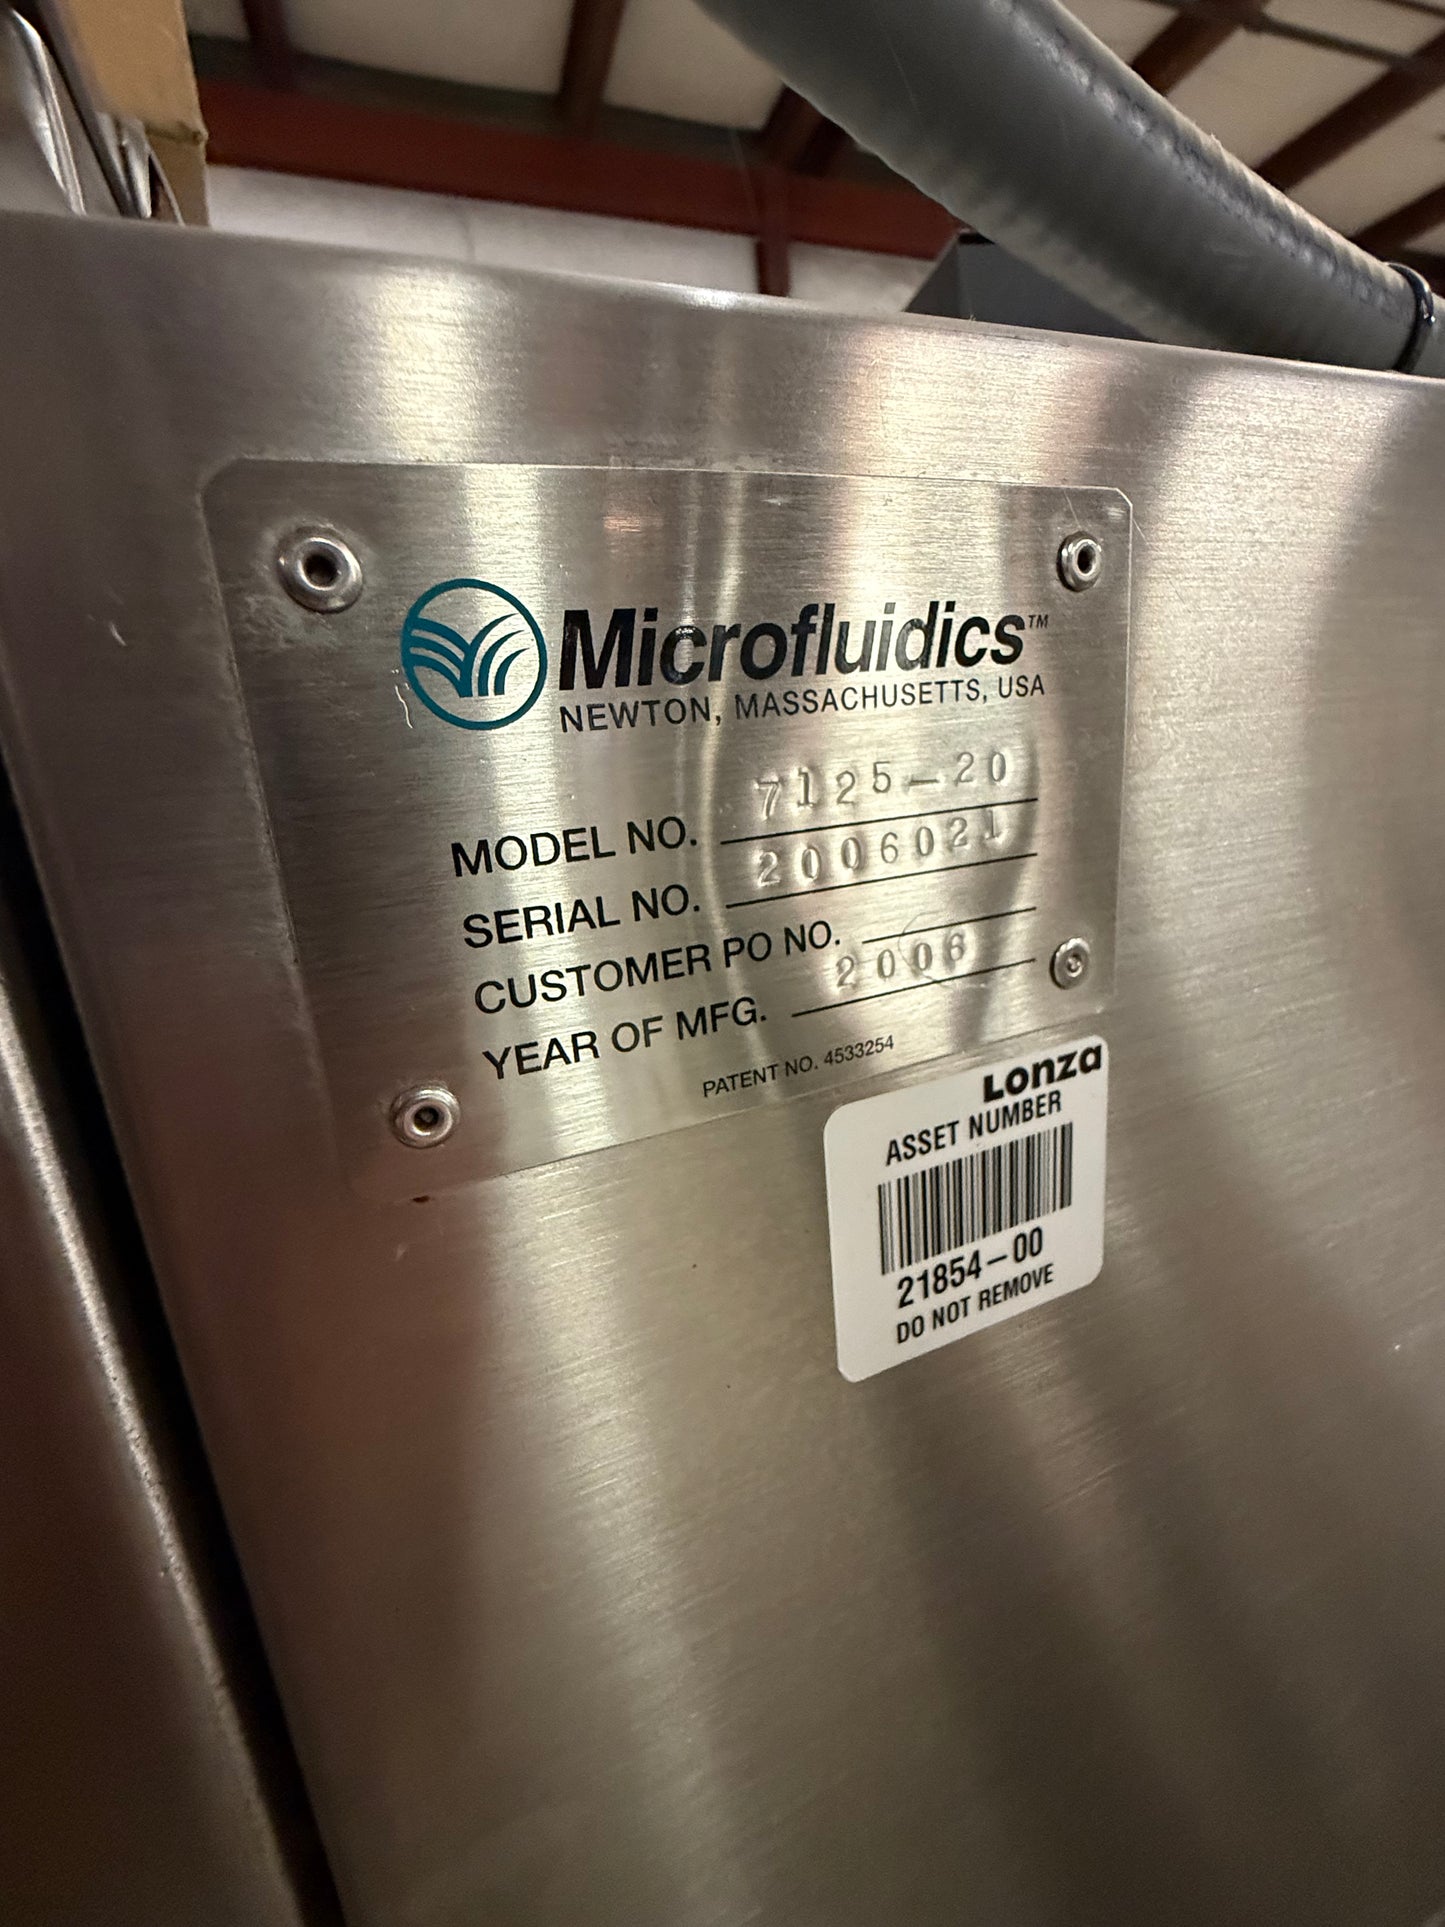 Microfluidics™
NEWTON, MASSACHUSETTS, USA
MODEL NO. 7125-20
SERIAL NO. 2006021
CUSTOMER PO NO.
YEAR OF MFG. 2006
PATENT NO. 4533254
Lonza
ASSET NUMBER
21854-00
DO NOT REMOVE